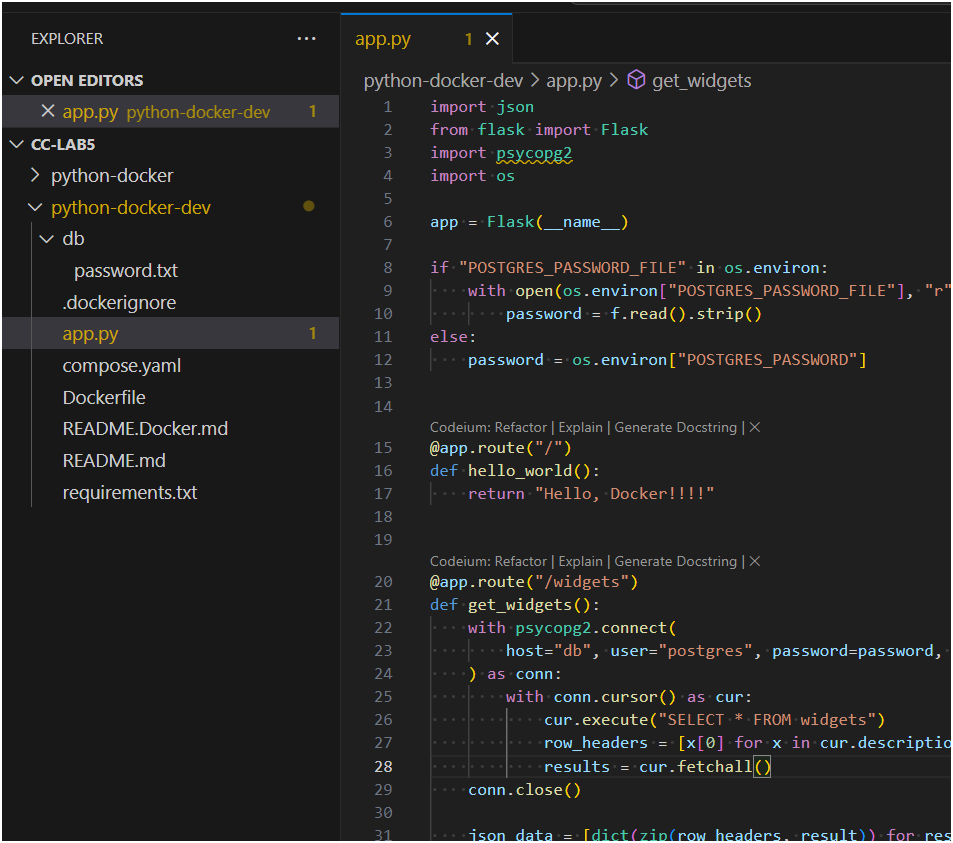 EXPLORER ...
OPEN EDITORS
app.py python-docker-dev 1
CC-LAB5
python-docker
python-docker-dev
db
password.txt
.dockerignore
app.py 1
compose.yaml
Dockerfile
README.Docker.md
README.md
requirements.txt
app.py 1
python-docker-dev > app.py > get_widgets
1 import json
2 from flask import Flask
3 import psycopg2
4 import os
5
6 app = Flask(__name__)
7
8 if "POSTGRES_PASSWORD_FILE" in os.environ:
9     with open(os.environ["POSTGRES_PASSWORD_FILE"], "r"
10         password = f.read().strip()
11 else:
12     password = os.environ["POSTGRES_PASSWORD"]
13
14
Codeium: Refactor | Explain | Generate Docstring | ×
15 @app.route("/")
16 def hello_world():
17     return "Hello, Docker!!!!"
18
19
Codeium: Refactor | Explain | Generate Docstring | ×
20 @app.route("/widgets")
21 def get_widgets():
22     with psycopg2.connect(
23         host="db", user="postgres", password=password,
24     ) as conn:
25         with conn.cursor() as cur:
26             cur.execute("SELECT * FROM widgets")
27             row_headers = [x[0] for x in cur.descriptio
28             results = cur.fetchall()
29     conn.close()
30
31     json_data = [dict(zip(row_headers, result)) for res